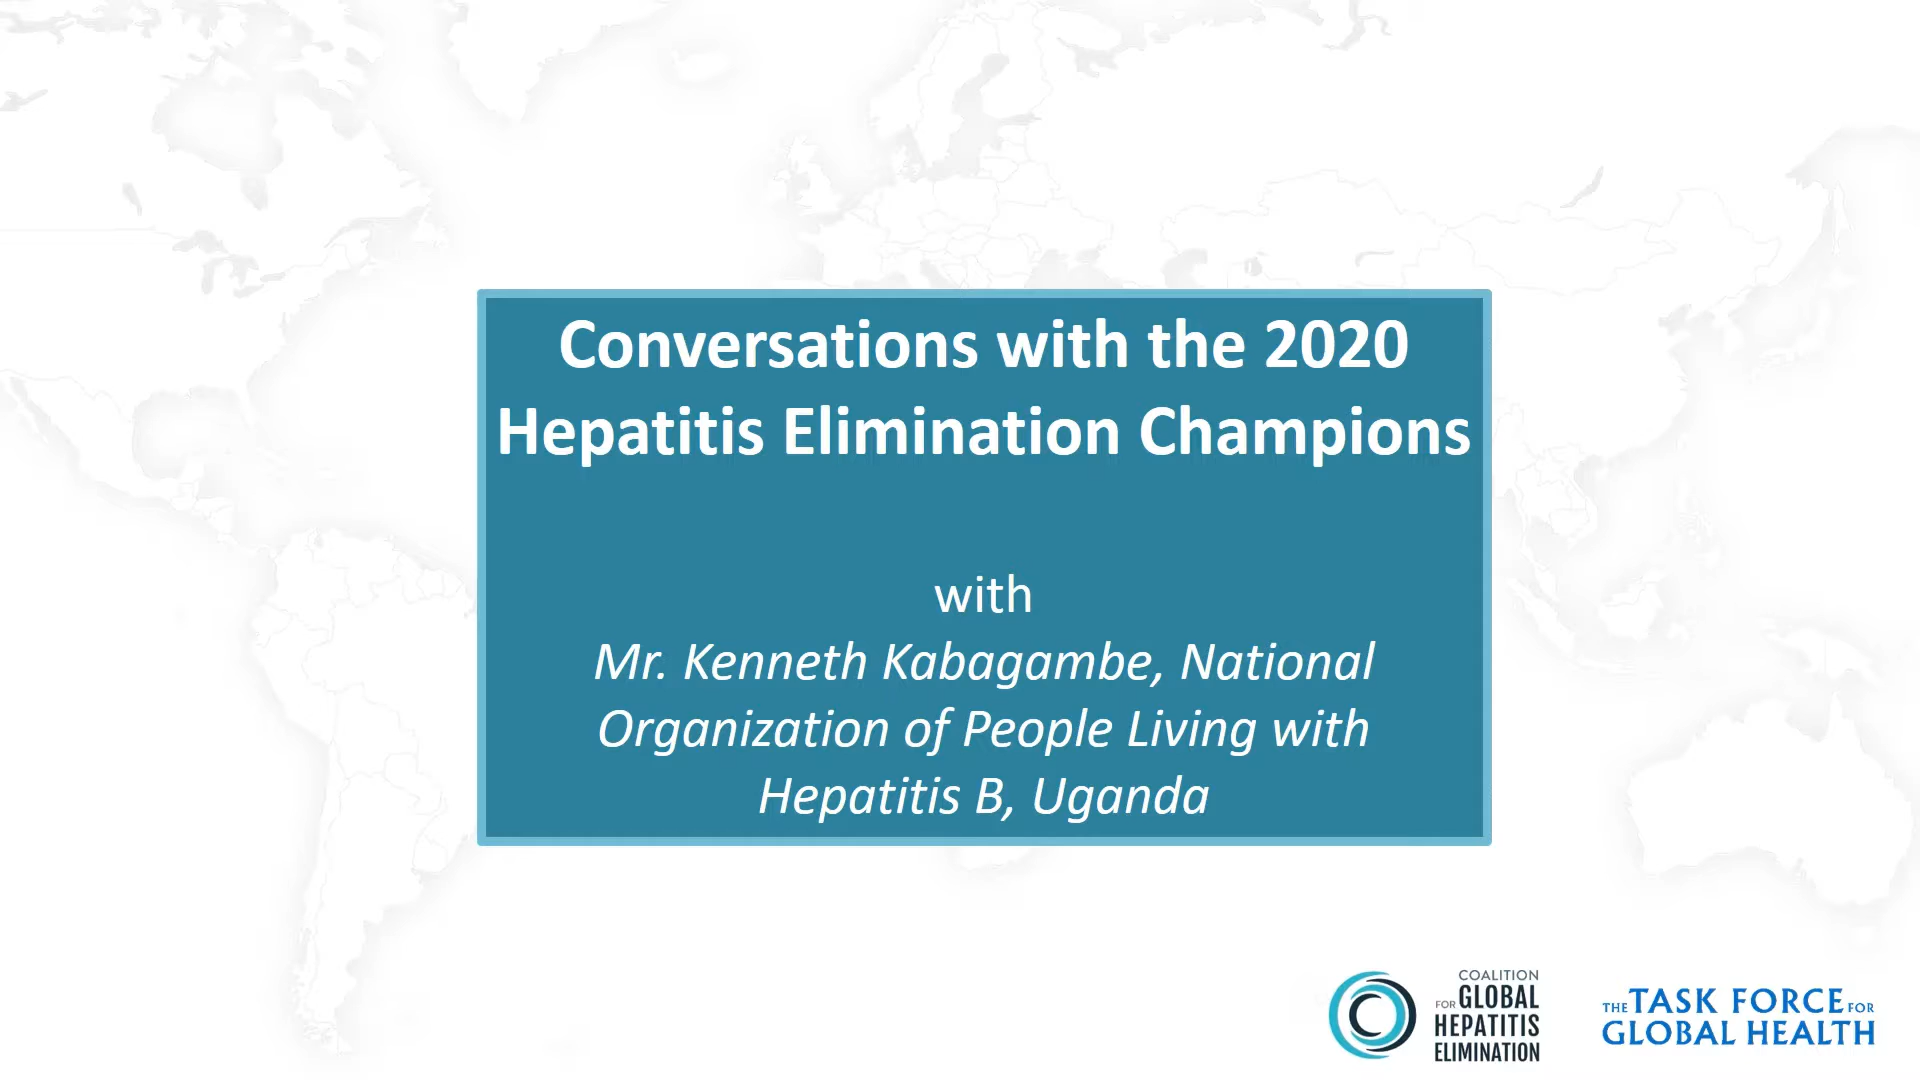 Conversations with the 2020
Hepatitis Elimination Champions
with
Mr. Kenneth Kabagambe, National
Organization of People Living with
Hepatitis B, Uganda
COALITION
FOR GLOBAL
HEPATITIS
ELIMINATION
THE TASK FORCE FOR
GLOBAL HEALTH